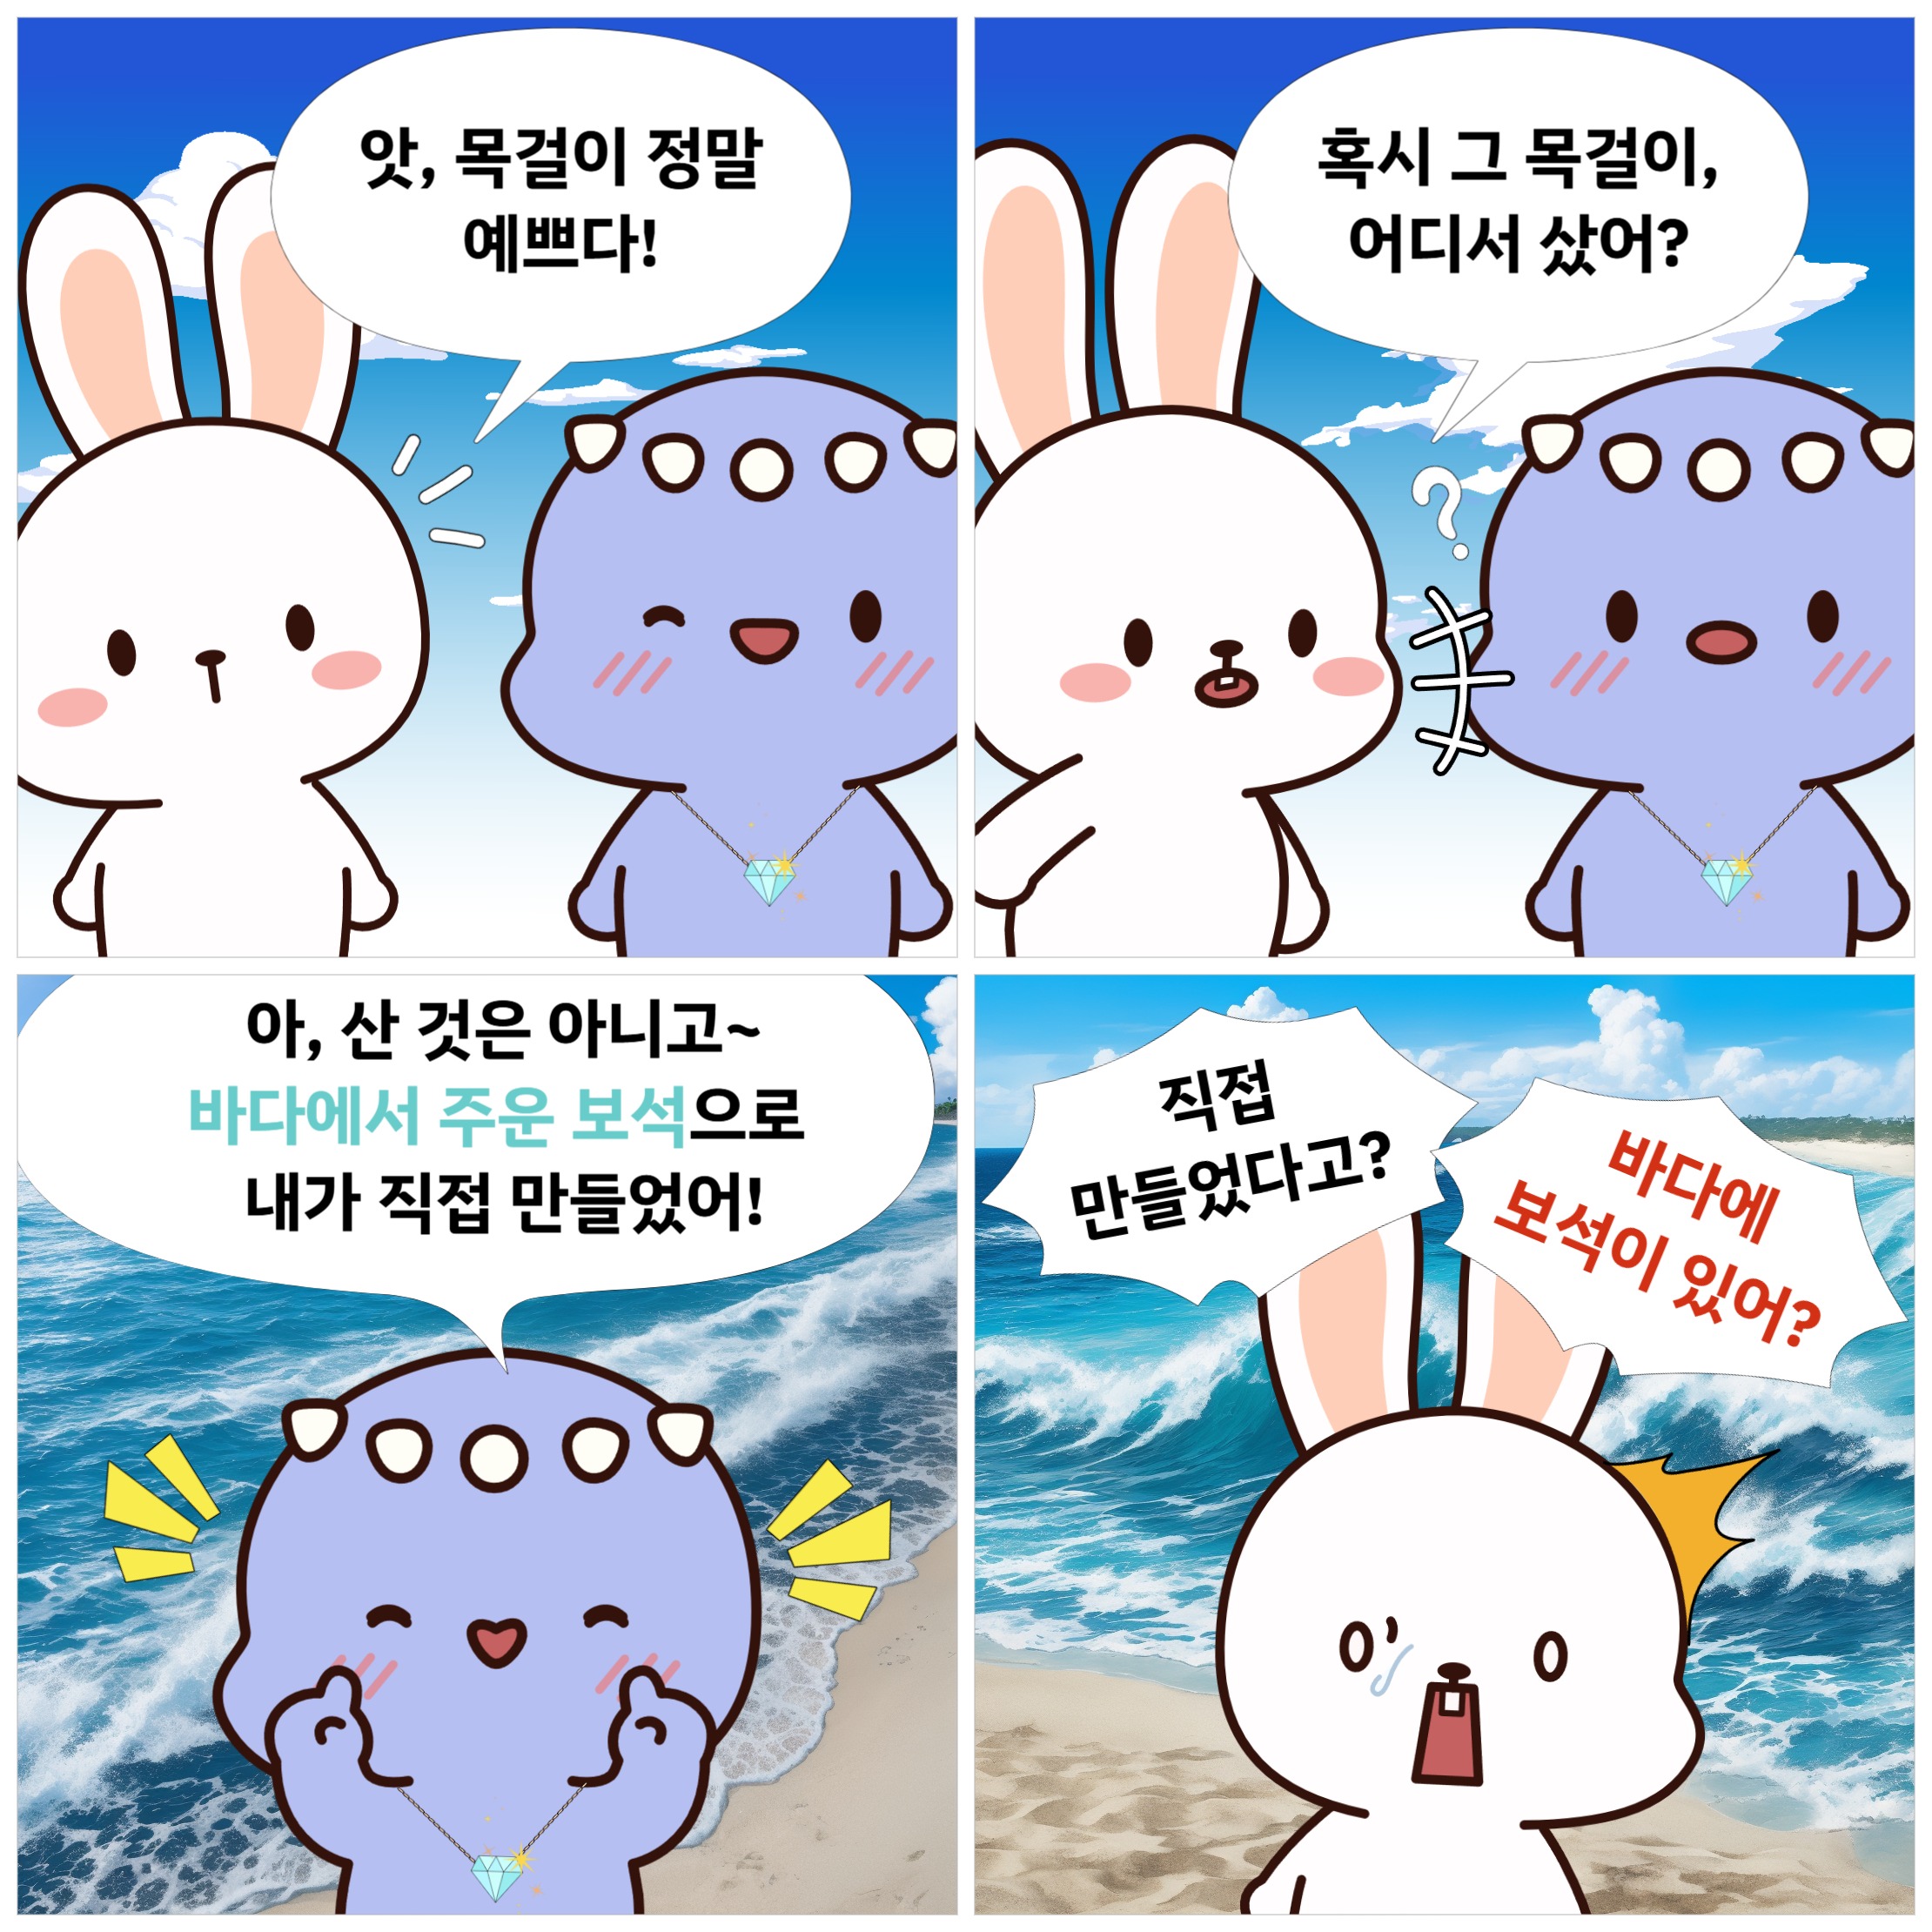 앗, 목걸이 정말
예쁘다!
혹시 그 목걸이,
어디서 샀어?
아, 산 것은 아니고~
바다에서 주운 보석으로
내가 직접 만들었어!
직접
만들었다고?
바다에
보석이 있어?